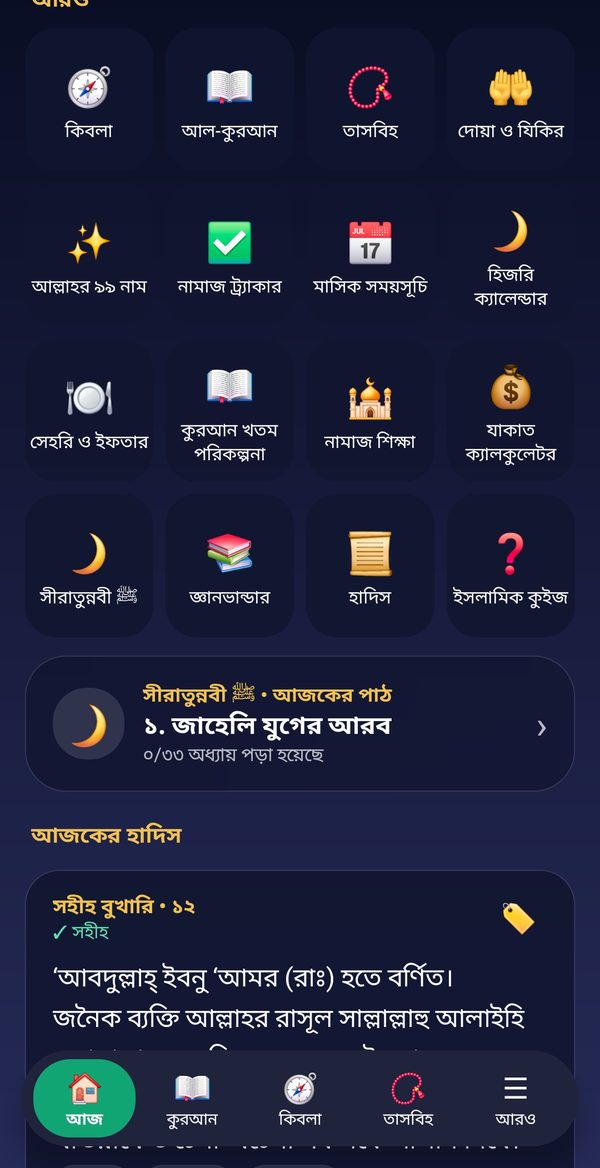 আরও
কিবলা
আল-কুরআন
তাসবিহ
দোয়া ও যিকির
আল্লাহর ৯৯ নাম
নামাজ ট্র্যাকার
JUL
17
মাসিক সময়সূচি
হিজরি
ক্যালেন্ডার
সেহরি ও ইফতার
কুরআন খতম
পরিকল্পনা
নামাজ শিক্ষা
যাকাত
ক্যালকুলেটর
সীরাতুন্নবী ﷺ
জ্ঞানভান্ডার
হাদিস
ইসলামিক কুইজ
সীরাতুন্নবী ﷺ • আজকের পাঠ
১. জাহেলি যুগের আরব
০/৩৩ অধ্যায় পড়া হয়েছে
আজকের হাদিস
সহীহ বুখারি • ১২
✓ সহীহ
‘আবদুল্লাহ্ ইবনু ‘আমর (রাঃ) হতে বর্ণিত।
জনৈক ব্যক্তি আল্লাহর রাসূল সাল্লাল্লাহু আলাইহি
আজ
কুরআন
কিবলা
তাসবিহ
আরও